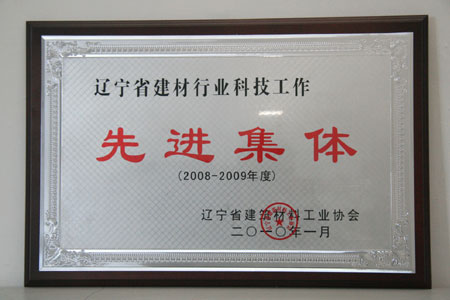 辽宁省建材行业科技工作
先进集体
(2008-2009年度)
辽宁省建筑材料工业协会
二〇一〇年一月